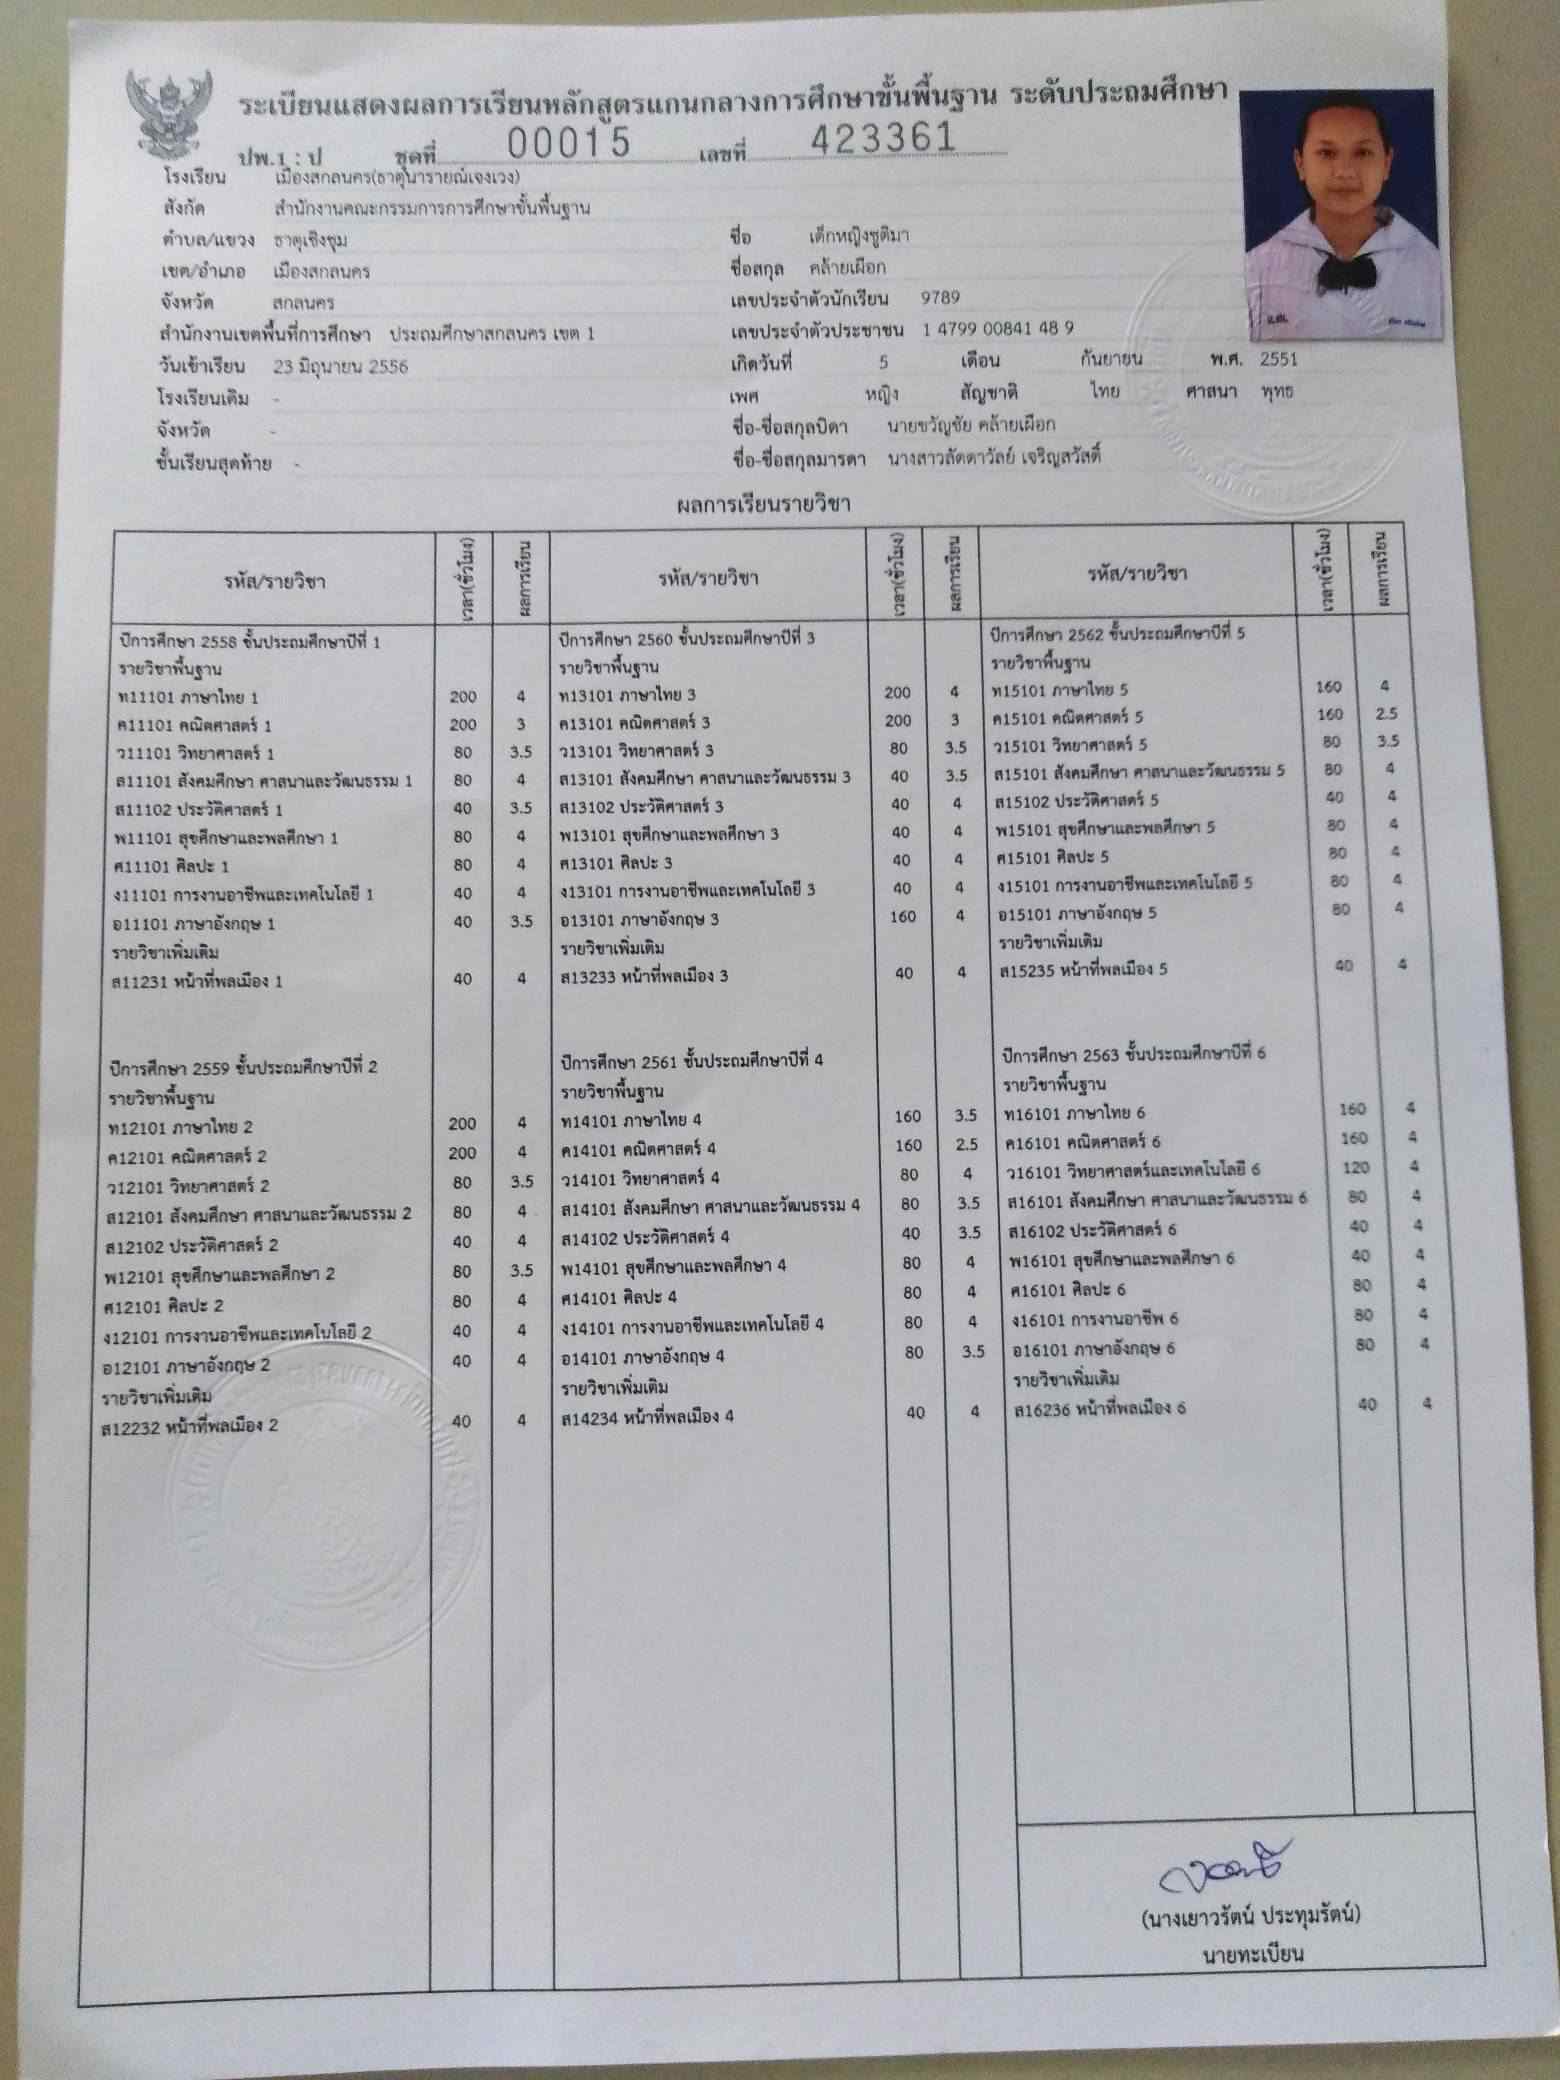 ระเบียนแสดงผลการเรียนหลักสูตรแกนกลางการศึกษาขั้นพื้นฐาน ระดับประถมศึกษา
ปพ.1 : ป ชุดที่ 00015 เลขที่ 423361
โรงเรียน เมืองสกลนคร(ธาตุนารายณ์เจงเวง)
สังกัด สำนักงานคณะกรรมการการศึกษาขั้นพื้นฐาน
ตำบล/แขวง ธาตุเชิงชุม
เขต/อำเภอ เมืองสกลนคร
จังหวัด สกลนคร
สำนักงานเขตพื้นที่การศึกษา ประถมศึกษาสกลนคร เขต 1
วันเข้าเรียน 23 มิถุนายน 2556
โรงเรียนเดิม -
จังหวัด -
ชั้นเรียนสุดท้าย -
ชื่อ เด็กหญิงชูติมา
ชื่อสกุล คล้ายเผือก
เลขประจำตัวนักเรียน 9789
เลขประจำตัวประชาชน 1 4799 00841 48 9
เกิดวันที่ 5 เดือน กันยายน พ.ศ. 2551
เพศ หญิง สัญชาติ ไทย ศาสนา พุทธ
ชื่อ-ชื่อสกุลบิดา นายขวัญชัย คล้ายเผือก
ชื่อ-ชื่อสกุลมารดา นางสาวลัดดาวัลย์ เจริญสวัสดิ์
ผลการเรียนรายวิชา
รหัส/รายวิชา เวลา(ชั่วโมง) ผลการเรียน
ปีการศึกษา 2558 ชั้นประถมศึกษาปีที่ 1
รายวิชาพื้นฐาน
ท11101 ภาษาไทย 1 200 4
ค11101 คณิตศาสตร์ 1 200 3
ว11101 วิทยาศาสตร์ 1 80 3.5
ส11101 สังคมศึกษา ศาสนาและวัฒนธรรม 1 80 4
ส11102 ประวัติศาสตร์ 1 40 3.5
พ11101 สุขศึกษาและพลศึกษา 1 80 4
ศ11101 ศิลปะ 1 80 4
ง11101 การงานอาชีพและเทคโนโลยี 1 40 4
อ11101 ภาษาอังกฤษ 1 40 3.5
รายวิชาเพิ่มเติม
ส11231 หน้าที่พลเมือง 1 40 4
ปีการศึกษา 2559 ชั้นประถมศึกษาปีที่ 2
รายวิชาพื้นฐาน
ท12101 ภาษาไทย 2 200 4
ค12101 คณิตศาสตร์ 2 200 4
ว12101 วิทยาศาสตร์ 2 80 3.5
ส12101 สังคมศึกษา ศาสนาและวัฒนธรรม 2 80 4
ส12102 ประวัติศาสตร์ 2 40 4
พ12101 สุขศึกษาและพลศึกษา 2 80 3.5
ศ12101 ศิลปะ 2 80 4
ง12101 การงานอาชีพและเทคโนโลยี 2 40 4
อ12101 ภาษาอังกฤษ 2 40 4
รายวิชาเพิ่มเติม
ส12232 หน้าที่พลเมือง 2 40 4
รหัส/รายวิชา เวลา(ชั่วโมง) ผลการเรียน
ปีการศึกษา 2560 ชั้นประถมศึกษาปีที่ 3
รายวิชาพื้นฐาน
ท13101 ภาษาไทย 3 200 4
ค13101 คณิตศาสตร์ 3 200 3
ว13101 วิทยาศาสตร์ 3 80 3.5
ส13101 สังคมศึกษา ศาสนาและวัฒนธรรม 3 40 3.5
ส13102 ประวัติศาสตร์ 3 40 4
พ13101 สุขศึกษาและพลศึกษา 3 40 4
ศ13101 ศิลปะ 3 40 4
ง13101 การงานอาชีพและเทคโนโลยี 3 40 4
อ13101 ภาษาอังกฤษ 3 160 4
รายวิชาเพิ่มเติม
ส13233 หน้าที่พลเมือง 3 40 4
ปีการศึกษา 2561 ชั้นประถมศึกษาปีที่ 4
รายวิชาพื้นฐาน
ท14101 ภาษาไทย 4 160 3.5
ค14101 คณิตศาสตร์ 4 160 2.5
ว14101 วิทยาศาสตร์ 4 80 4
ส14101 สังคมศึกษา ศาสนาและวัฒนธรรม 4 80 3.5
ส14102 ประวัติศาสตร์ 4 40 3.5
พ14101 สุขศึกษาและพลศึกษา 4 80 4
ศ14101 ศิลปะ 4 80 4
ง14101 การงานอาชีพและเทคโนโลยี 4 80 4
อ14101 ภาษาอังกฤษ 4 80 3.5
รายวิชาเพิ่มเติม
ส14234 หน้าที่พลเมือง 4 40 4
รหัส/รายวิชา เวลา(ชั่วโมง) ผลการเรียน
ปีการศึกษา 2562 ชั้นประถมศึกษาปีที่ 5
รายวิชาพื้นฐาน
ท15101 ภาษาไทย 5 160 4
ค15101 คณิตศาสตร์ 5 160 2.5
ว15101 วิทยาศาสตร์ 5 80 3.5
ส15101 สังคมศึกษา ศาสนาและวัฒนธรรม 5 80 4
ส15102 ประวัติศาสตร์ 5 40 4
พ15101 สุขศึกษาและพลศึกษา 5 80 4
ศ15101 ศิลปะ 5 80 4
ง15101 การงานอาชีพและเทคโนโลยี 5 80 4
อ15101 ภาษาอังกฤษ 5 80 4
รายวิชาเพิ่มเติม
ส15235 หน้าที่พลเมือง 5 40 4
ปีการศึกษา 2563 ชั้นประถมศึกษาปีที่ 6
รายวิชาพื้นฐาน
ท16101 ภาษาไทย 6 160 4
ค16101 คณิตศาสตร์ 6 160 4
ว16101 วิทยาศาสตร์และเทคโนโลยี 6 120 4
ส16101 สังคมศึกษา ศาสนาและวัฒนธรรม 6 80 4
ส16102 ประวัติศาสตร์ 6 40 4
พ16101 สุขศึกษาและพลศึกษา 6 40 4
ศ16101 ศิลปะ 6 80 4
ง16101 การงานอาชีพ 6 80 4
อ16101 ภาษาอังกฤษ 6 80 4
รายวิชาเพิ่มเติม
ส16236 หน้าที่พลเมือง 6 40 4
(นางเยาวรัตน์ ประทุมรัตน์)
นายทะเบียน